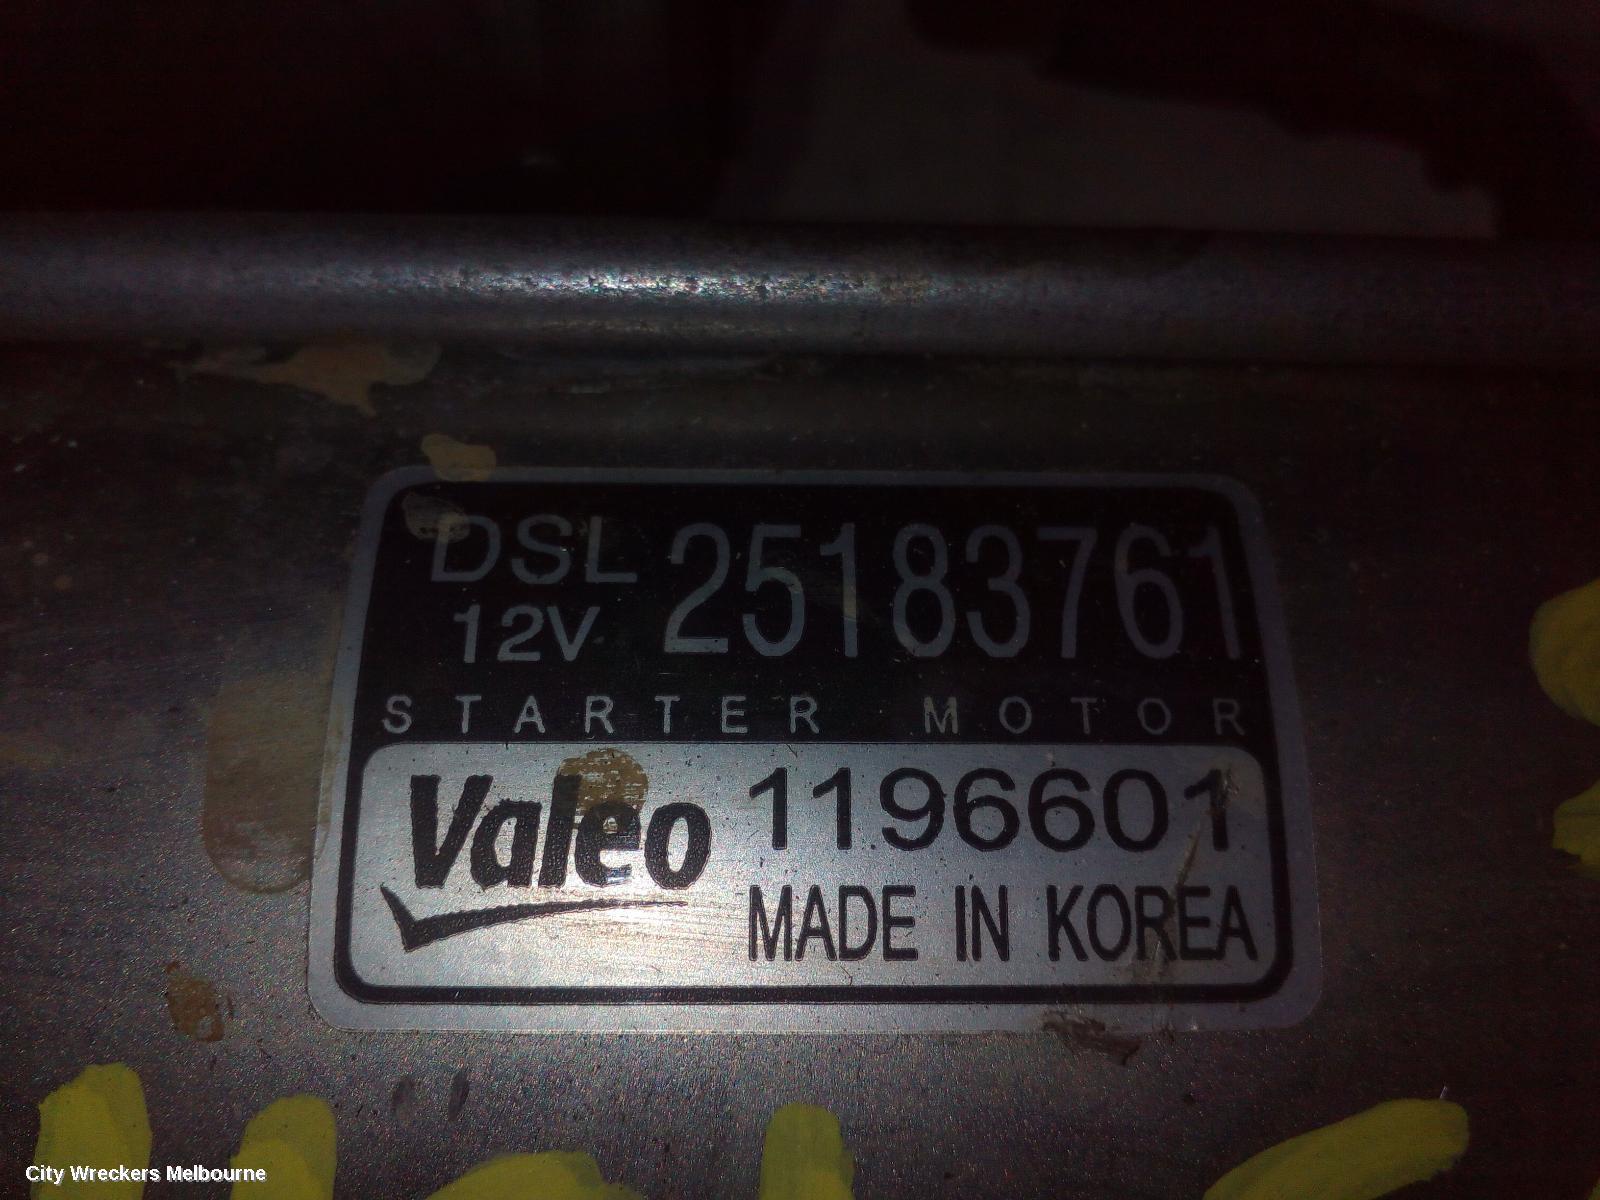 DSL 25183761
12V
STARTER MOTOR
Valeo 1196601
MADE IN KOREA
City Wreckers Melbourne